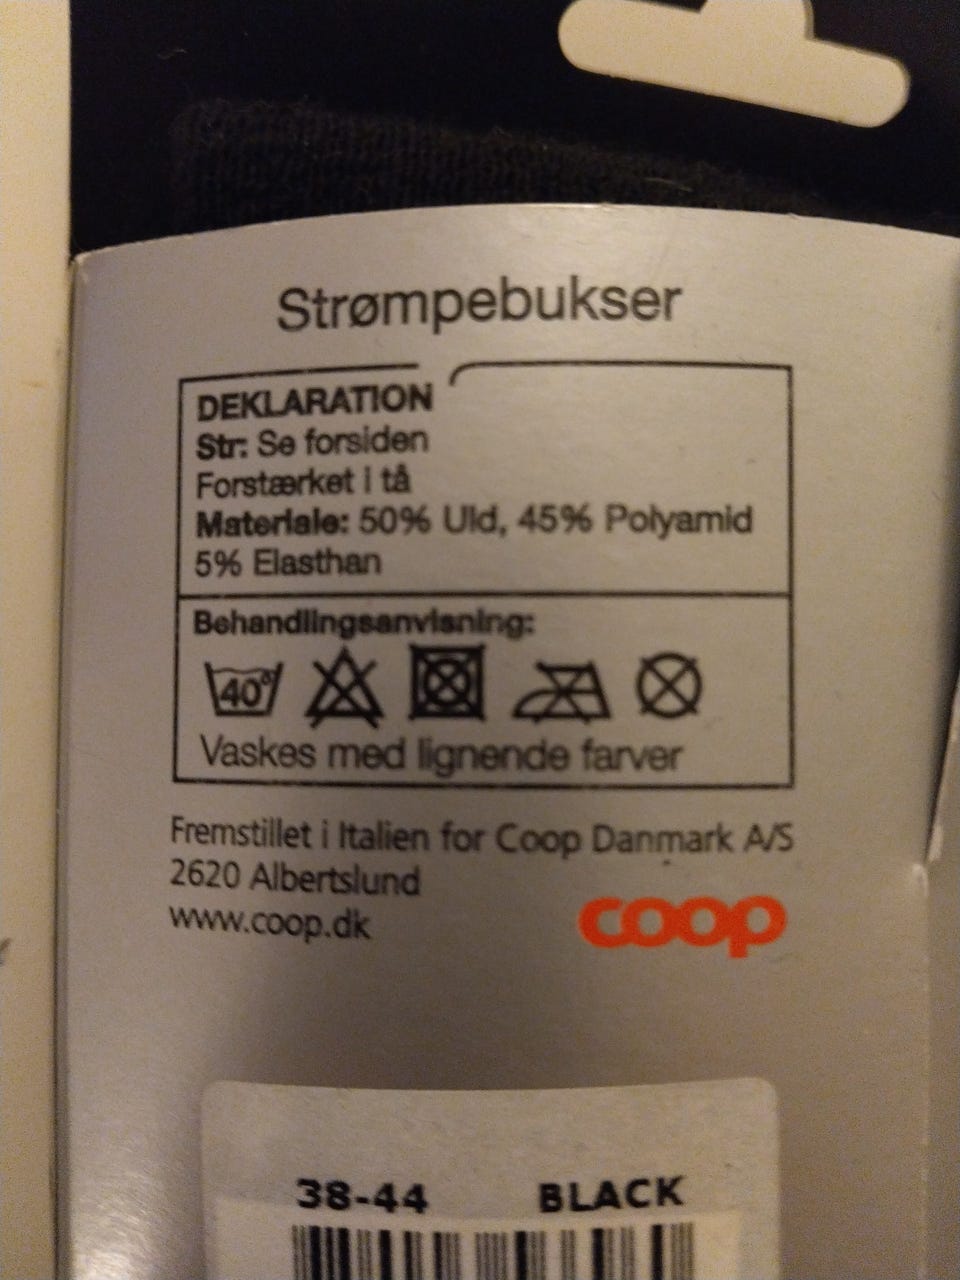 Strømpebukser
DEKLARATION
Str: Se forsiden
Forstærket i tå
Materiale: 50% Uld, 45% Polyamid
5% Elasthan
Behandlingsanvisning:
40°
Vaskes med lignende farver
Fremstillet i Italien for Coop Danmark A/S
2620 Albertslund
www.coop.dk
coop
38-44 BLACK